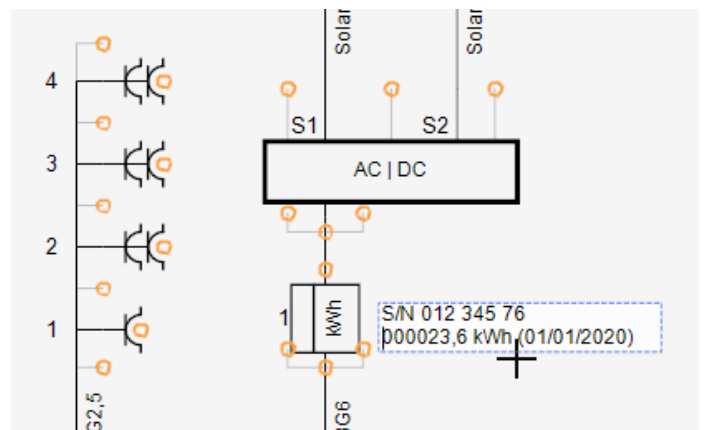 Solar
Solar
4
S1
S2
3
AC | DC
2
1
1
kWh
S/N 012 345 76
000023,6 kWh (01/01/2020)
G2,5